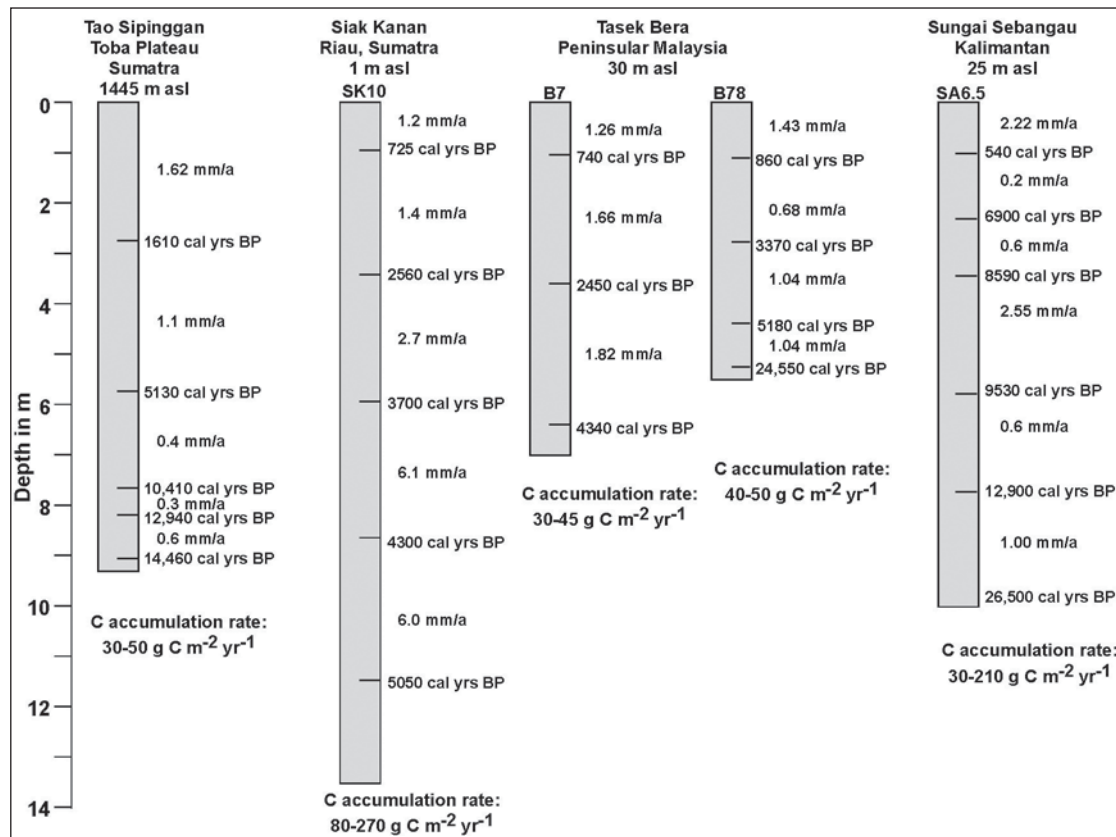 Tao Sipinggan
Toba Plateau
Sumatra
1445 m asl
Siak Kanan
Riau, Sumatra
1 m asl
SK10
Tasek Bera
Peninsular Malaysia
30 m asl
B7
B78
Sungai Sebangau
Kalimantan
25 m asl
SA6.5
Depth in m
0
2
4
6
8
10
12
14
1.62 mm/a
1610 cal yrs BP
1.1 mm/a
5130 cal yrs BP
0.4 mm/a
10,410 cal yrs BP
0.3 mm/a
12,940 cal yrs BP
0.6 mm/a
14,460 cal yrs BP
C accumulation rate:
30-50 g C m-2 yr-1
1.2 mm/a
725 cal yrs BP
1.4 mm/a
2560 cal yrs BP
2.7 mm/a
3700 cal yrs BP
6.1 mm/a
4300 cal yrs BP
6.0 mm/a
5050 cal yrs BP
C accumulation rate:
80-270 g C m-2 yr-1
1.26 mm/a
740 cal yrs BP
1.66 mm/a
2450 cal yrs BP
1.82 mm/a
4340 cal yrs BP
C accumulation rate:
30-45 g C m-2 yr-1
1.43 mm/a
860 cal yrs BP
0.68 mm/a
3370 cal yrs BP
1.04 mm/a
5180 cal yrs BP
1.04 mm/a
24,550 cal yrs BP
C accumulation rate:
40-50 g C m-2 yr-1
2.22 mm/a
540 cal yrs BP
0.2 mm/a
6900 cal yrs BP
0.6 mm/a
8590 cal yrs BP
2.55 mm/a
9530 cal yrs BP
0.6 mm/a
12,900 cal yrs BP
1.00 mm/a
26,500 cal yrs BP
C accumulation rate:
30-210 g C m-2 yr-1